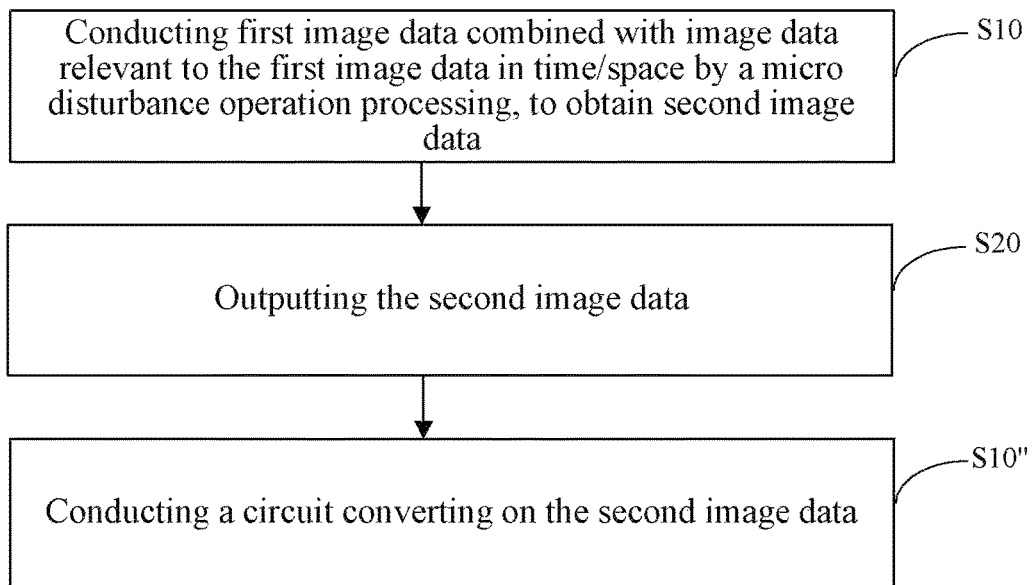 Conducting first image data combined with image data
relevant to the first image data in time/space by a micro
disturbance operation processing, to obtain second image
data
S10
Outputting the second image data
S20
Conducting a circuit converting on the second image data
S10"